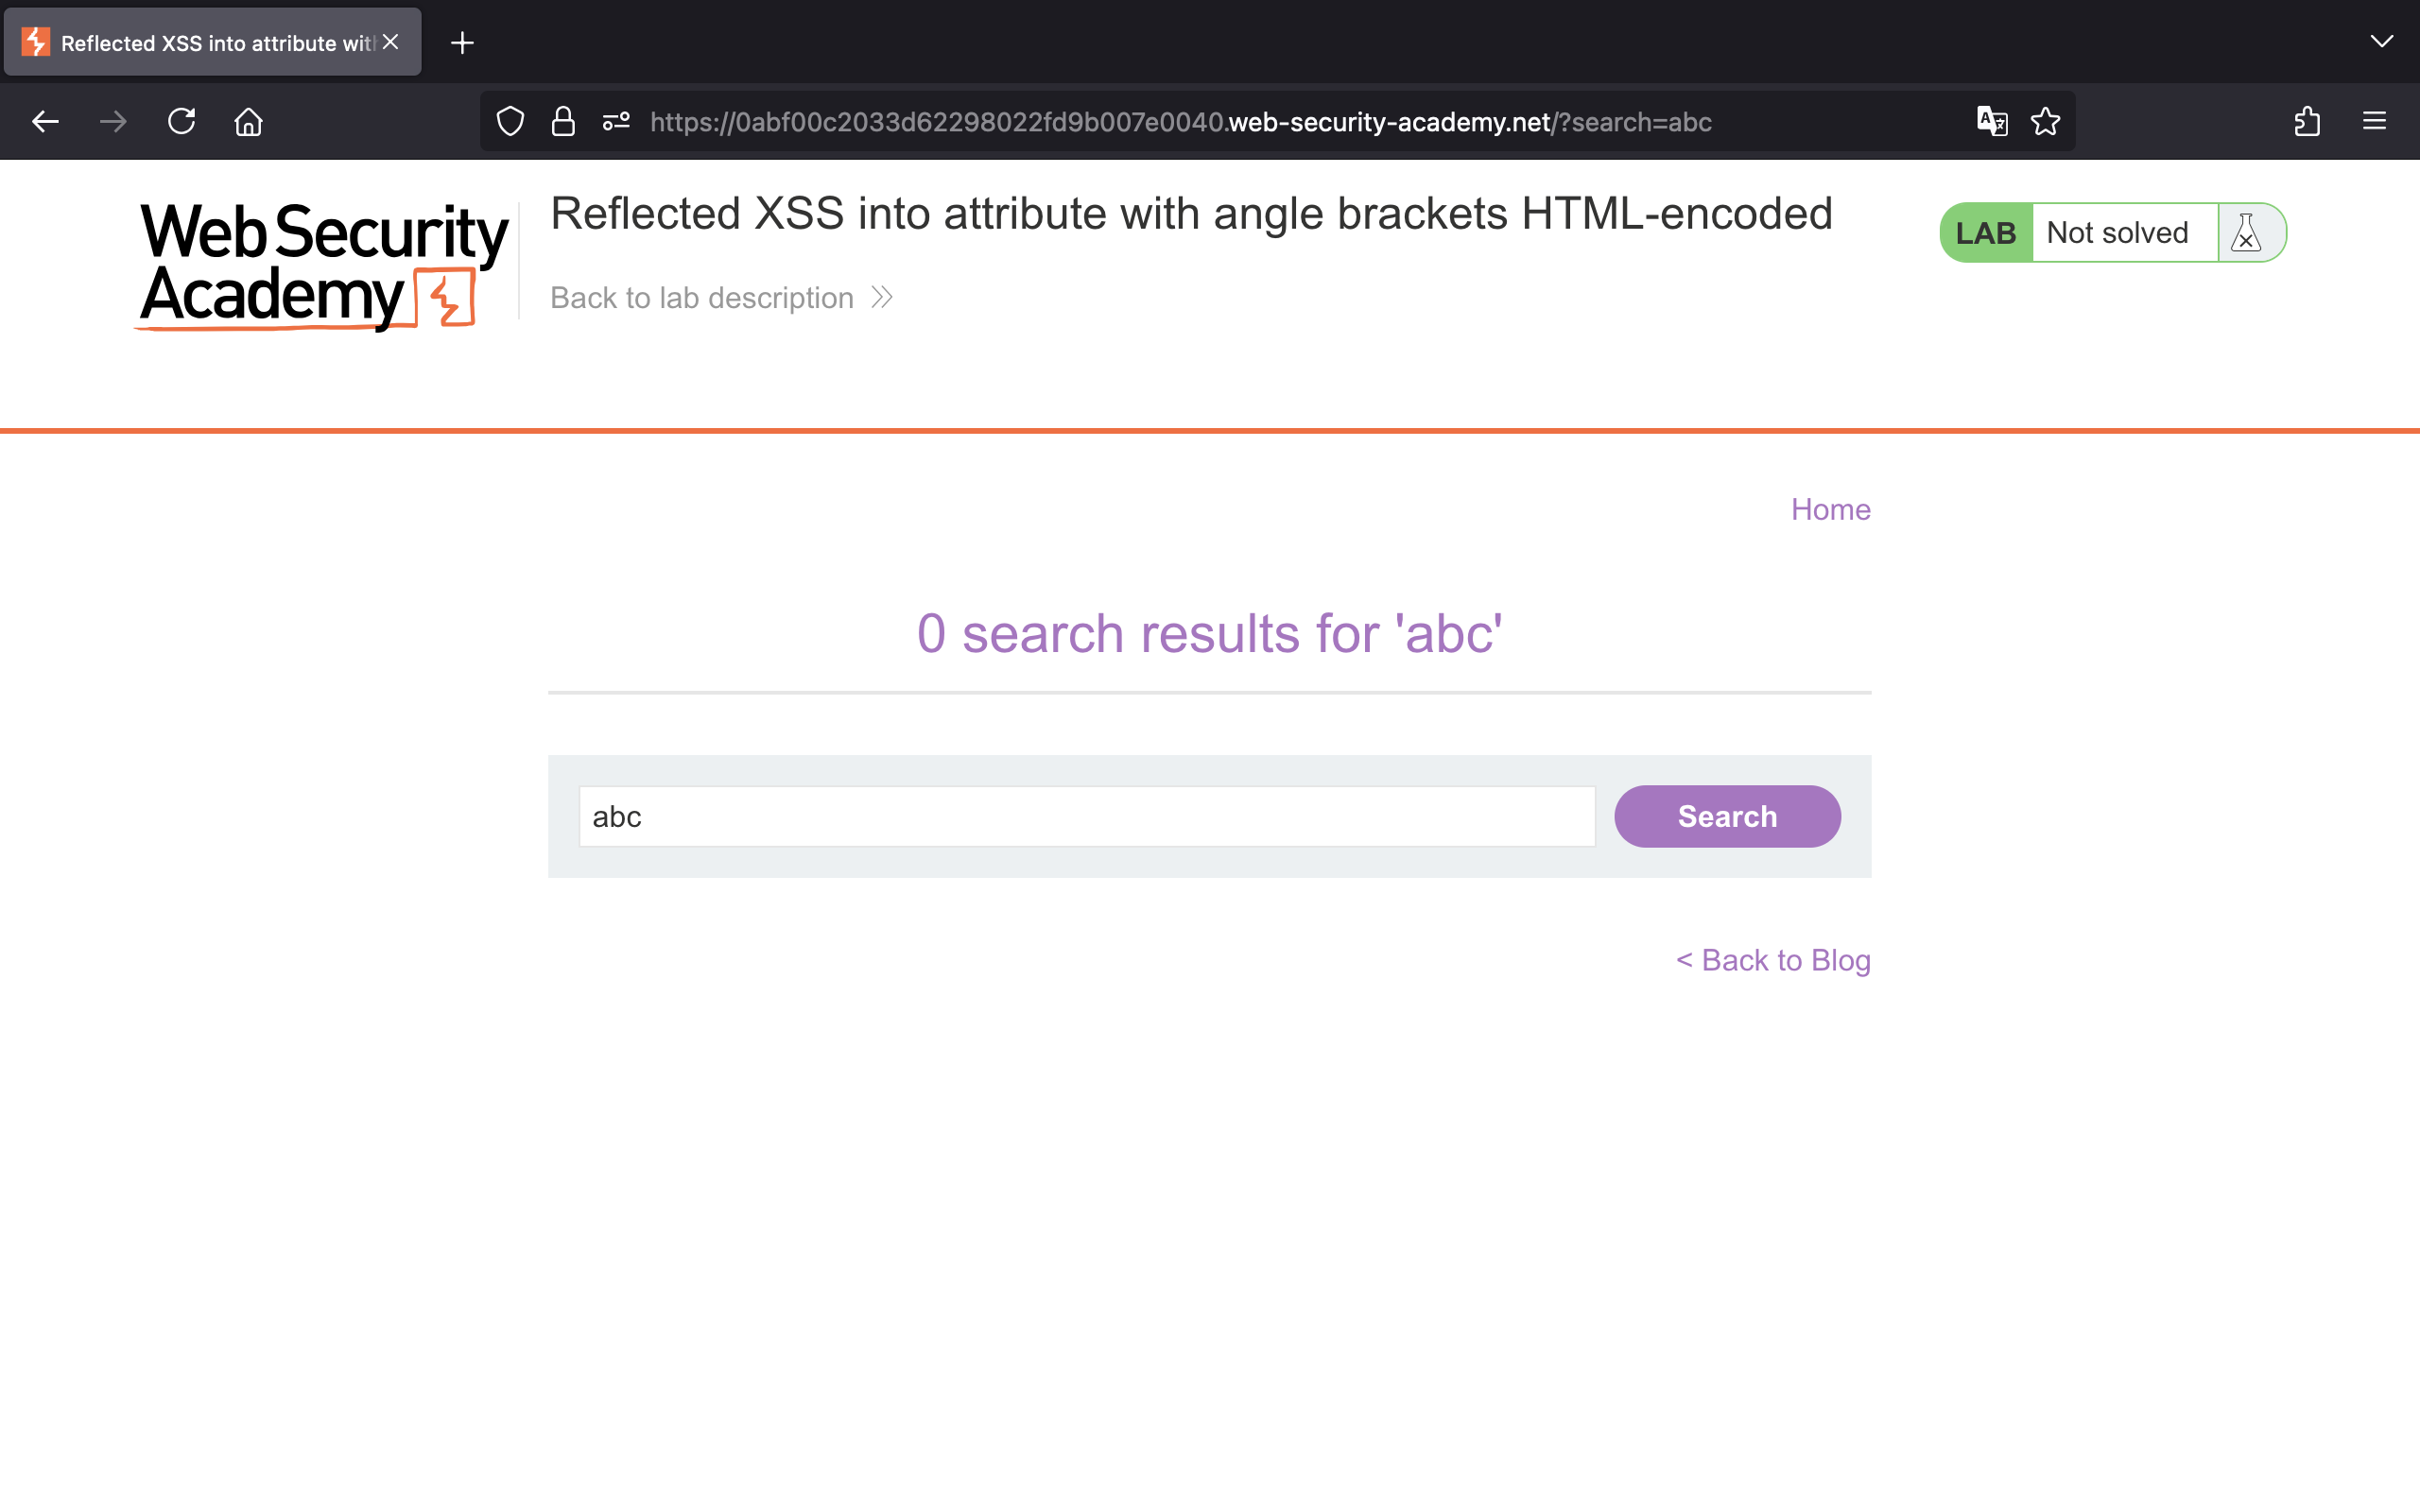 Reflected XSS into attribute wit
https://0abf00c2033d62298022fd9b007e0040.web-security-academy.net/?search=abc
Web Security
Academy
Reflected XSS into attribute with angle brackets HTML-encoded
Back to lab description
LAB
Not solved
Home
0 search results for 'abc'
abc
Search
< Back to Blog